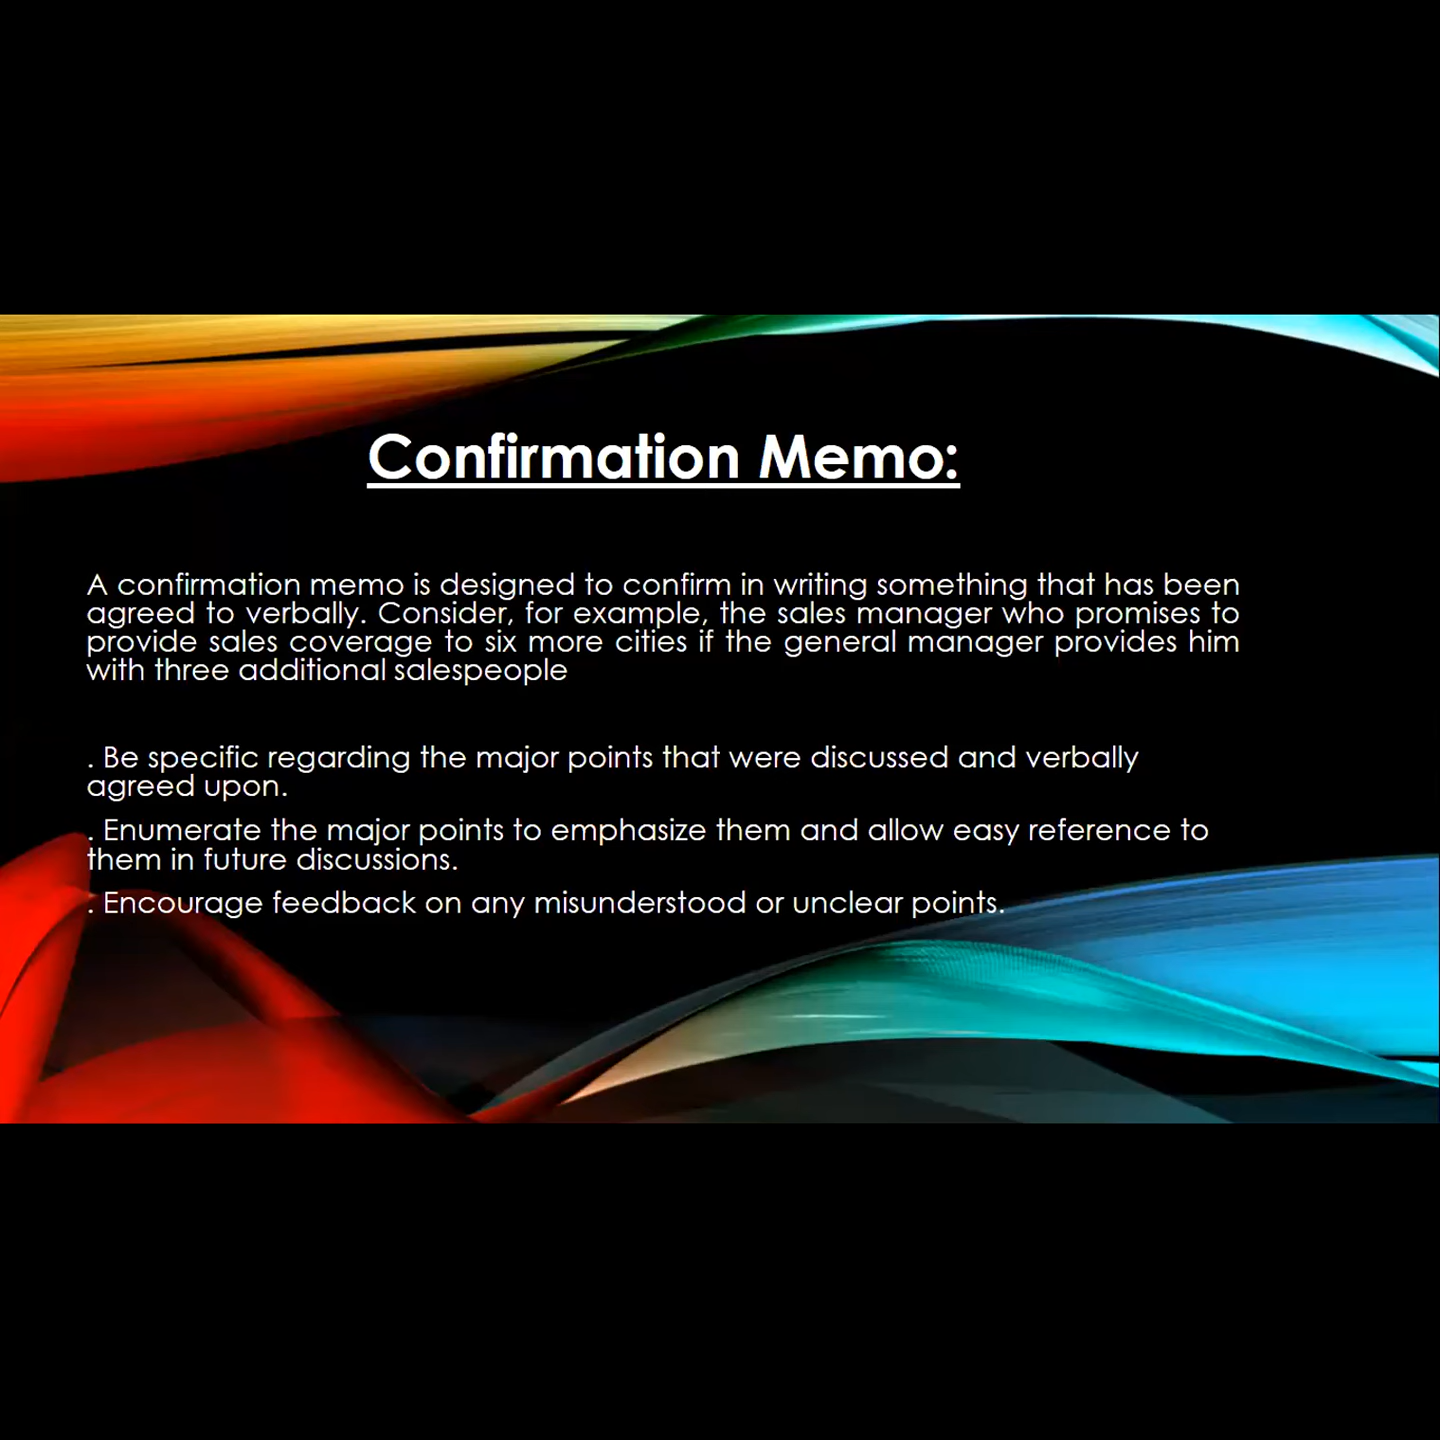 Confirmation Memo:
A confirmation memo is designed to confirm in writing something that has been
agreed to verbally. Consider, for example, the sales manager who promises to
provide sales coverage to six more cities if the general manager provides him
with three additional salespeople
. Be specific regarding the major points that were discussed and verbally
agreed upon.
. Enumerate the major points to emphasize them and allow easy reference to
them in future discussions.
. Encourage feedback on any misunderstood or unclear points.